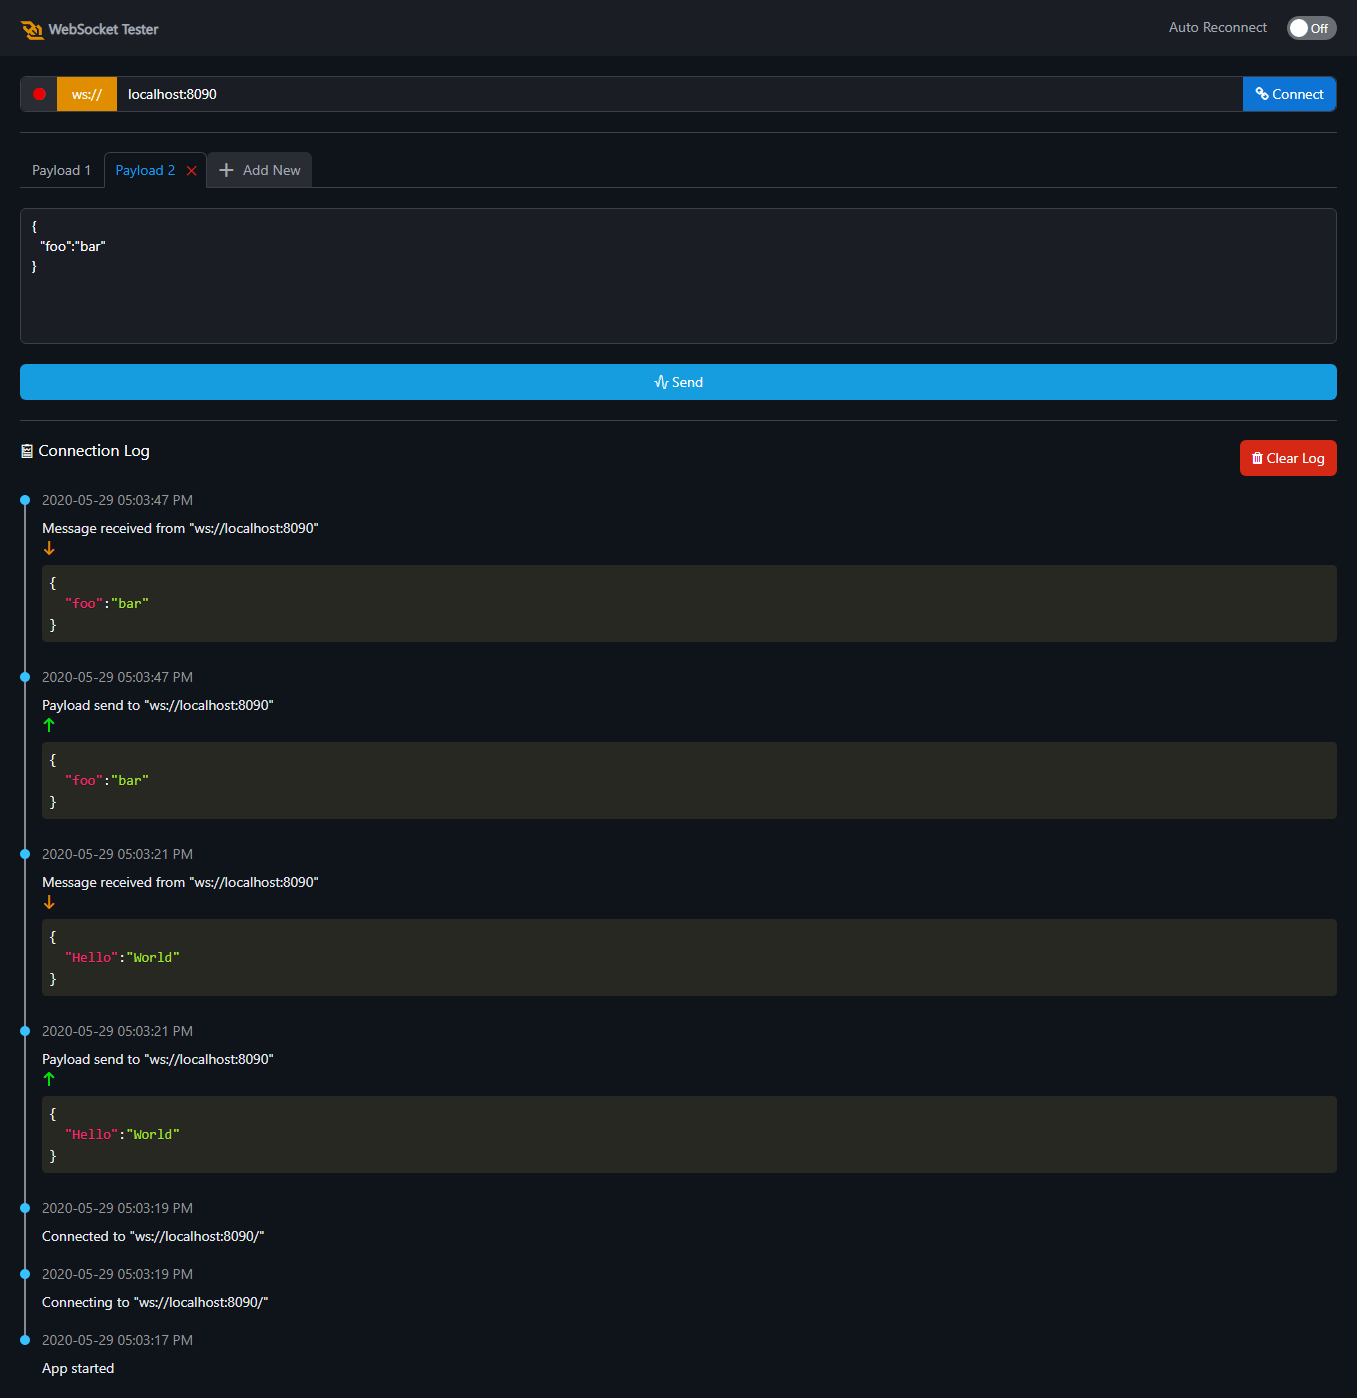 WebSocket Tester
Auto Reconnect
Off
ws://
localhost:8090
Connect
Payload 1
Payload 2
Add New
{
"foo":"bar"
}
Send
Connection Log
Clear Log
2020-05-29 05:03:47 PM
Message received from "ws://localhost:8090"
{
"foo":"bar"
}
2020-05-29 05:03:47 PM
Payload send to "ws://localhost:8090"
{
"foo":"bar"
}
2020-05-29 05:03:21 PM
Message received from "ws://localhost:8090"
{
"Hello":"World"
}
2020-05-29 05:03:21 PM
Payload send to "ws://localhost:8090"
{
"Hello":"World"
}
2020-05-29 05:03:19 PM
Connected to "ws://localhost:8090/"
2020-05-29 05:03:19 PM
Connecting to "ws://localhost:8090/"
2020-05-29 05:03:17 PM
App started